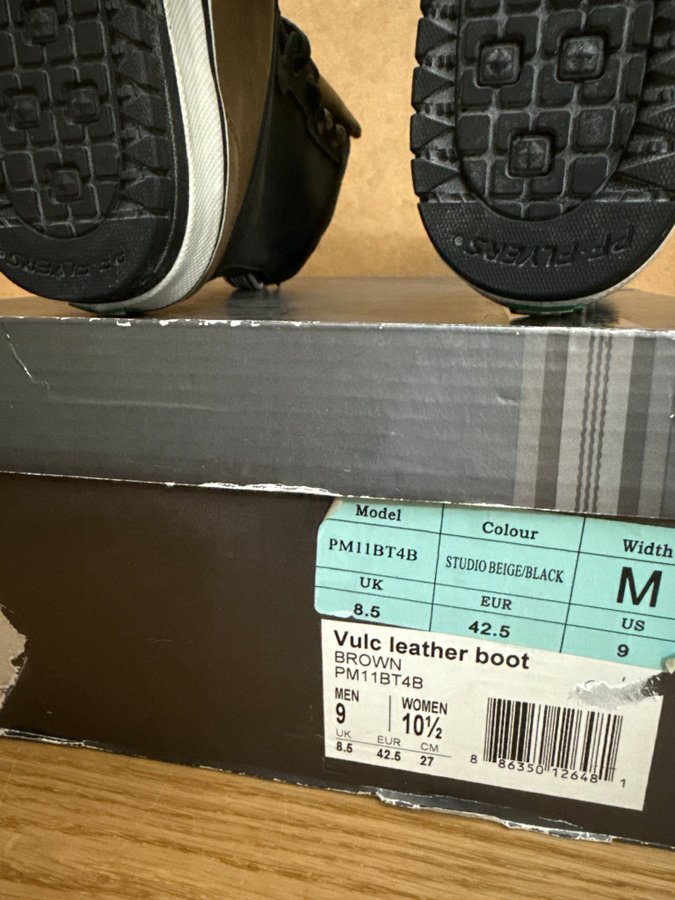 PF-FLYERS®
PF-FLYERS®
Model
Colour
Width
PM11BT4B
STUDIO BEIGE/BLACK
M
UK
EUR
US
8.5
42.5
9
Vulc leather boot
BROWN
PM11BT4B
MEN
WOMEN
9
10½
UK
EUR
CM
8.5
42.5
27
8 86350 12648 1